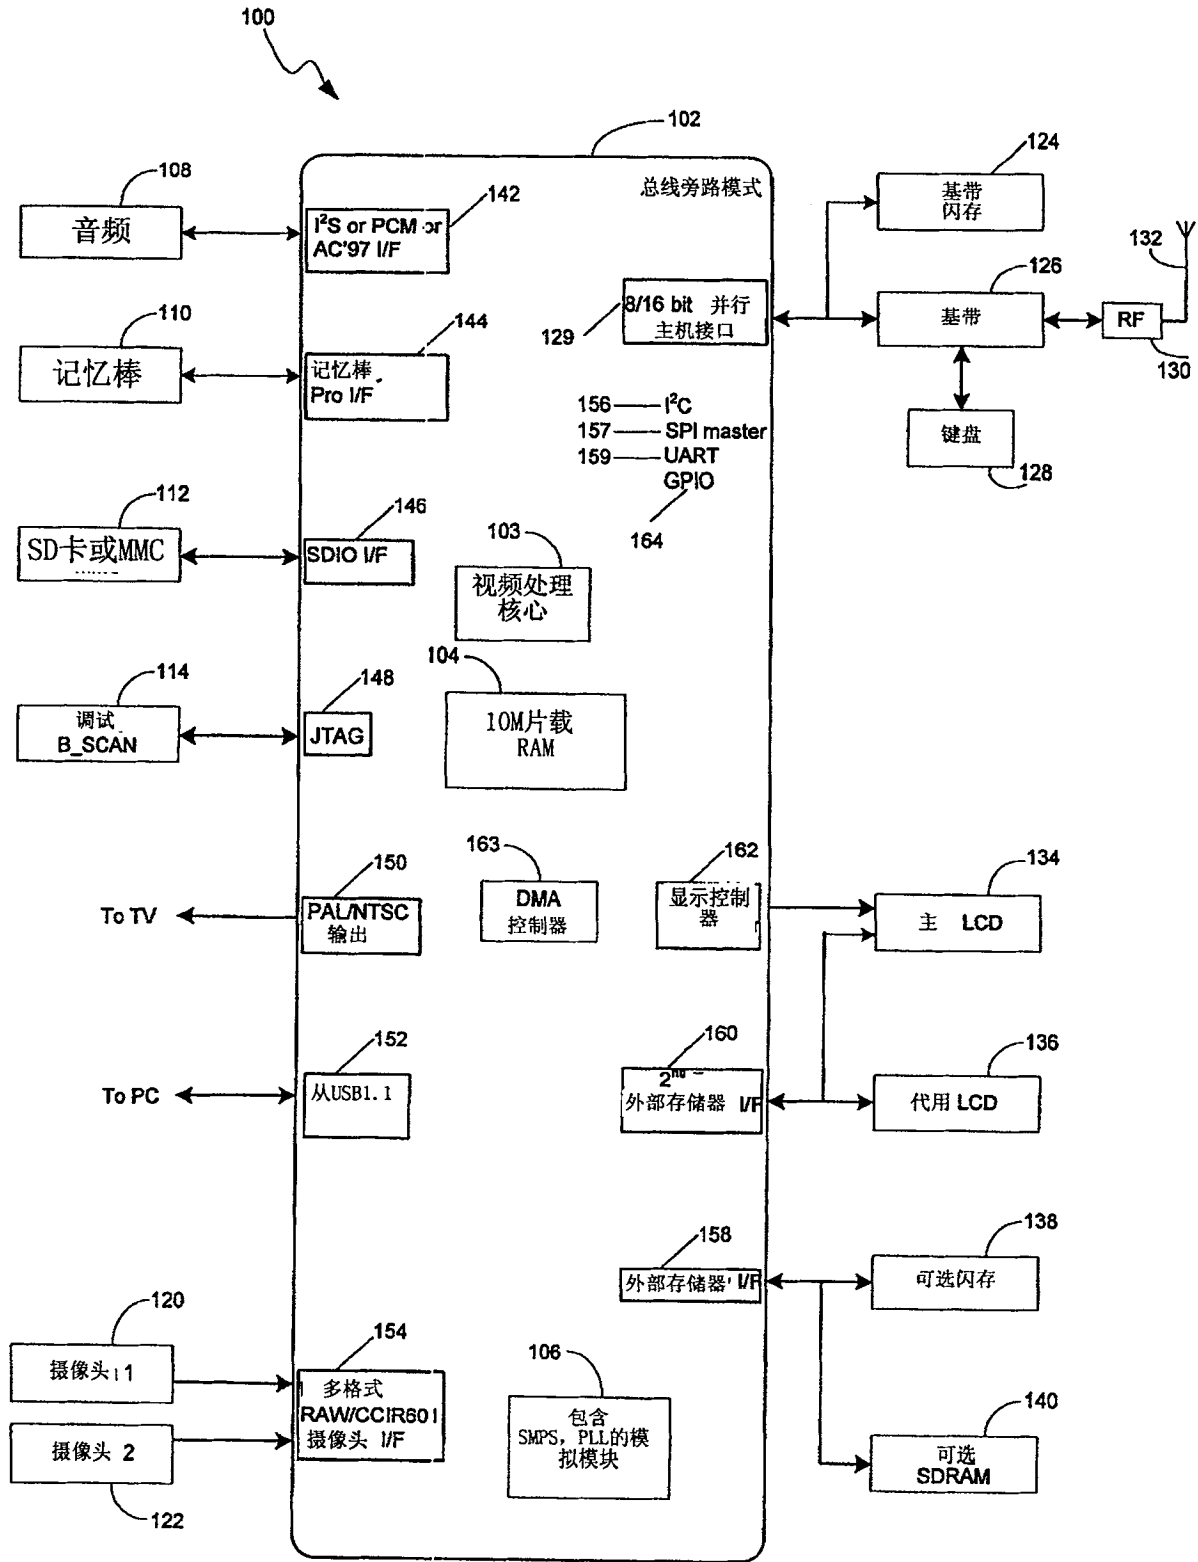 100
102
总线旁路模式
108
音频
142
I²S or PCM or
AC'97 I/F
124
基带
闪存
132
110
记忆棒
144
记忆棒
Pro I/F
129
8/16 bit 并行
主机接口
126
基带
RF
130
键盘
128
156 I²C
157 SPI master
159 UART
GPIO
164
112
SD卡或MMC
146
SDIO I/F
103
视频处理
核心
114
调试
B_SCAN
148
JTAG
104
10M片载
RAM
To TV
150
PAL/NTSC
输出
163
DMA
控制器
162
显示控制
器
134
主 LCD
To PC
152
从USB1.1
160
2nd
外部存储器 I/F
136
代用 LCD
158
外部存储器 I/F
138
可选闪存
120
摄像头 1
摄像头 2
122
154
多格式
RAW/CCIR601
摄像头 I/F
106
包含
SMPS, PLL的模
拟模块
140
可选
SDRAM